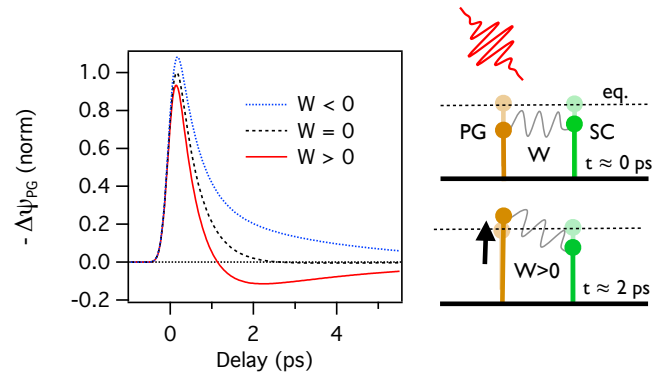 - Δψ_PG (norm)
1.0
0.8
0.6
0.4
0.2
0.0
-0.2
W < 0
W = 0
W > 0
0
2
4
Delay (ps)
eq.
PG
SC
W
t ≈ 0 ps
W>0
t ≈ 2 ps